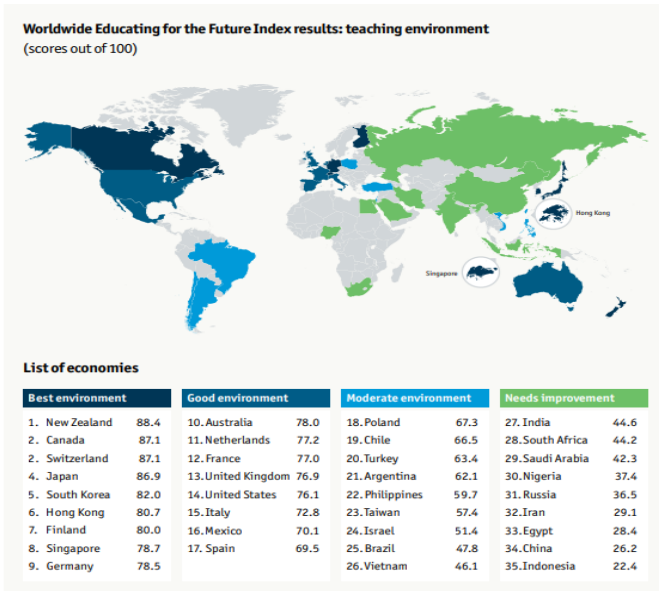 Worldwide Educating for the Future Index results: teaching environment
(scores out of 100)
Hong Kong
Singapore
List of economies
Best environment
1. New Zealand 88.4
2. Canada 87.1
2. Switzerland 87.1
4. Japan 86.9
5. South Korea 82.0
6. Hong Kong 80.7
7. Finland 80.0
8. Singapore 78.7
9. Germany 78.5
Good environment
10. Australia 78.0
11. Netherlands 77.2
12. France 77.0
13. United Kingdom 76.9
14. United States 76.1
15. Italy 72.8
16. Mexico 70.1
17. Spain 69.5
Moderate environment
18. Poland 67.3
19. Chile 66.5
20. Turkey 63.4
21. Argentina 62.1
22. Philippines 59.7
23. Taiwan 57.4
24. Israel 51.4
25. Brazil 47.8
26. Vietnam 46.1
Needs improvement
27. India 44.6
28. South Africa 44.2
29. Saudi Arabia 42.3
30. Nigeria 37.4
31. Russia 36.5
32. Iran 29.1
33. Egypt 28.4
34. China 26.2
35. Indonesia 22.4